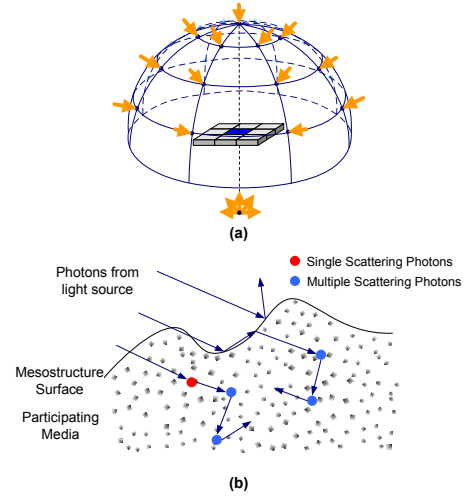 (a)
Photons from
light source
Single Scattering Photons
Multiple Scattering Photons
Mesostructure
Surface
Participating
Media
(b)